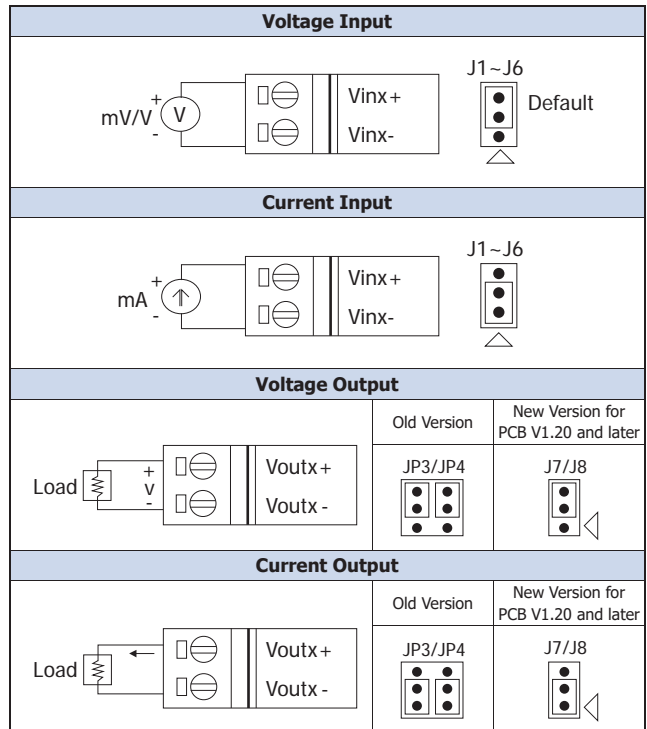 Voltage Input
J1~J6
+
mV/V V
-
Vinx+
Vinx-
Default
Current Input
J1~J6
+
mA
-
Vinx+
Vinx-
Voltage Output
Old Version
New Version for
PCB V1.20 and later
Load
+
V
-
Voutx+
Voutx -
JP3/JP4
J7/J8
Current Output
Old Version
New Version for
PCB V1.20 and later
Load
Voutx+
Voutx -
JP3/JP4
J7/J8